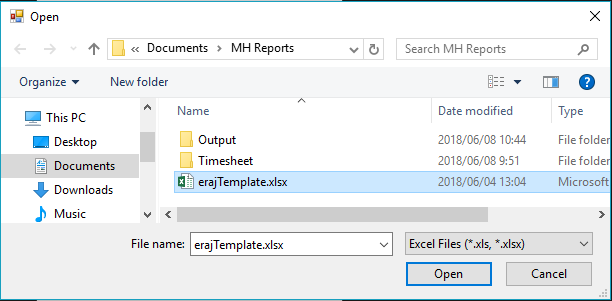 Open
« Documents > MH Reports
Search MH Reports
Organize New folder
This PC
Desktop
Documents
Downloads
Music
Name Date modified Type
Output 2018/06/08 10:44 File folder
Timesheet 2018/06/08 9:51 File folder
erajTemplate.xlsx 2018/06/04 13:04 Microsoft
File name: erajTemplate.xlsx Excel Files (*.xls, *.xlsx)
Open Cancel